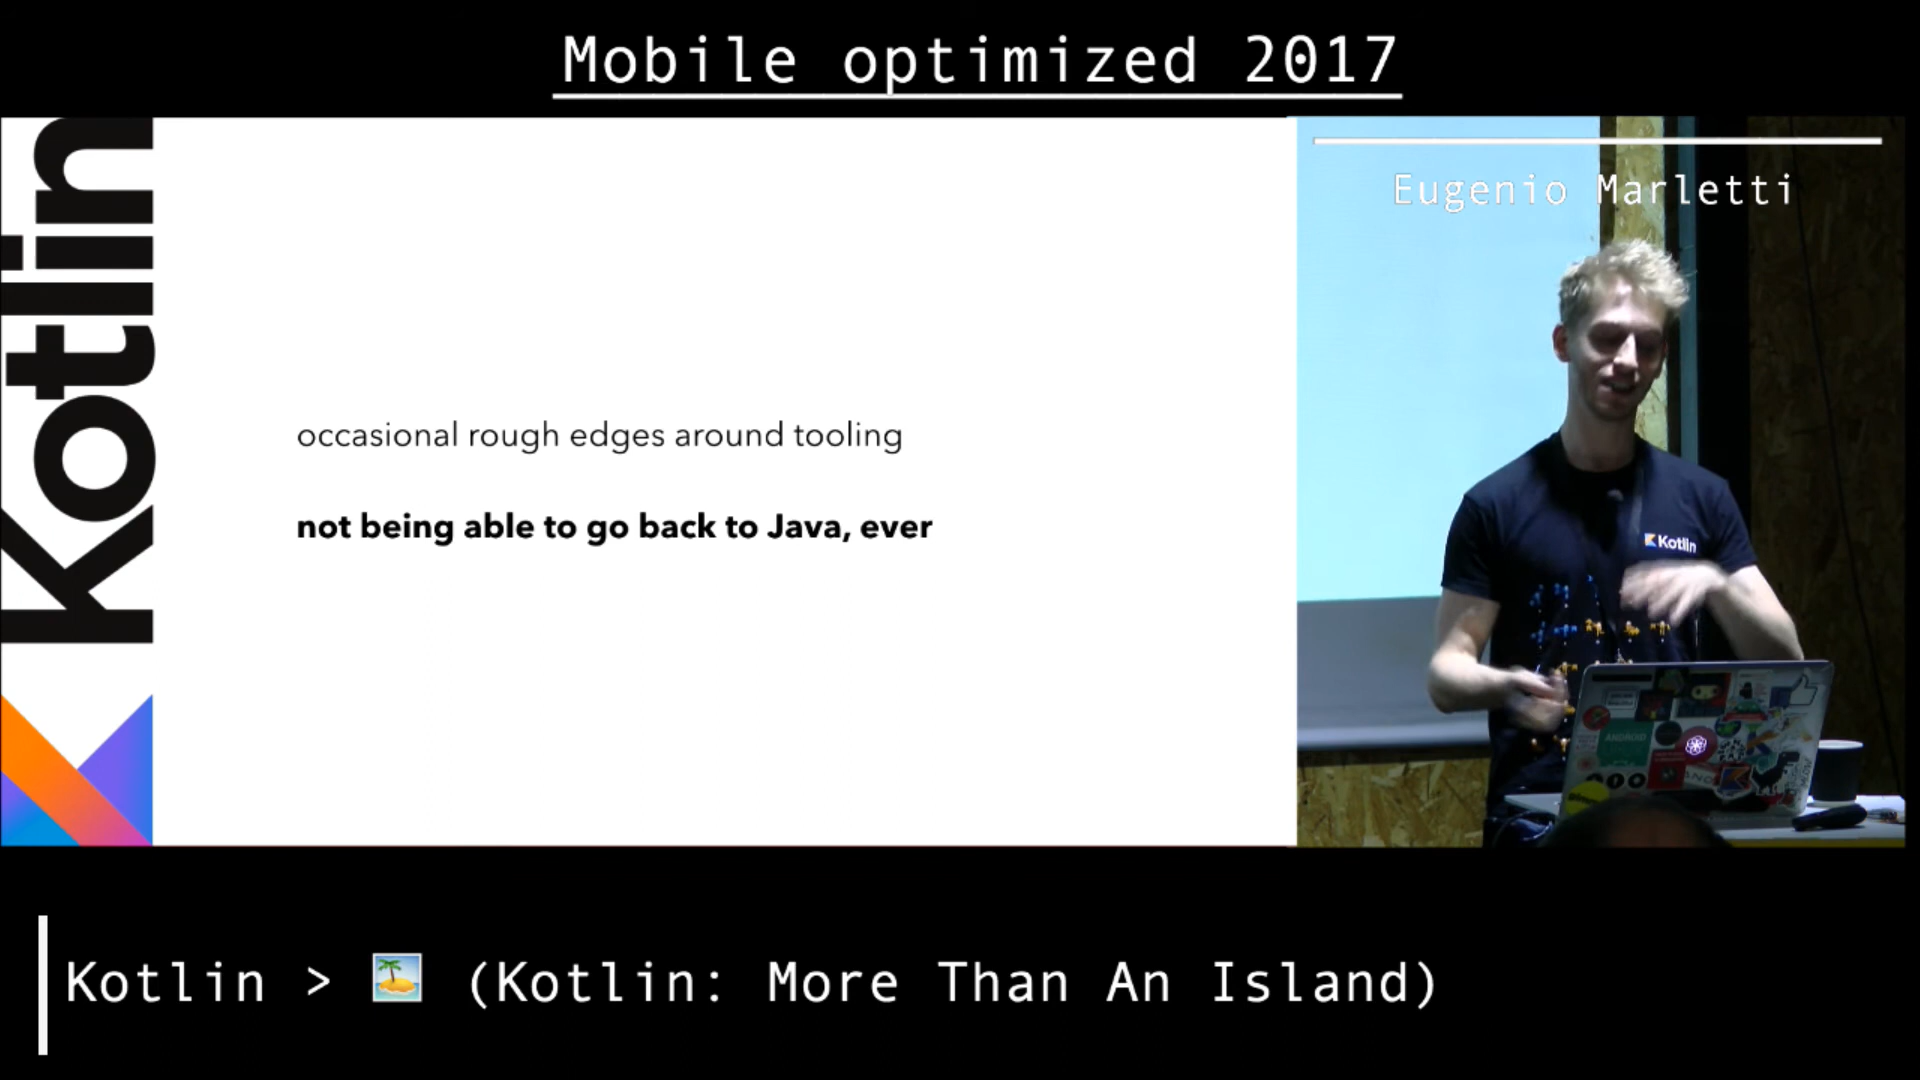 Mobile optimized 2017
Kotlin
occasional rough edges around tooling
not being able to go back to Java, ever
Eugenio Marletti
Kotlin
ANDROID
Kotlin > 🏝 (Kotlin: More Than An Island)